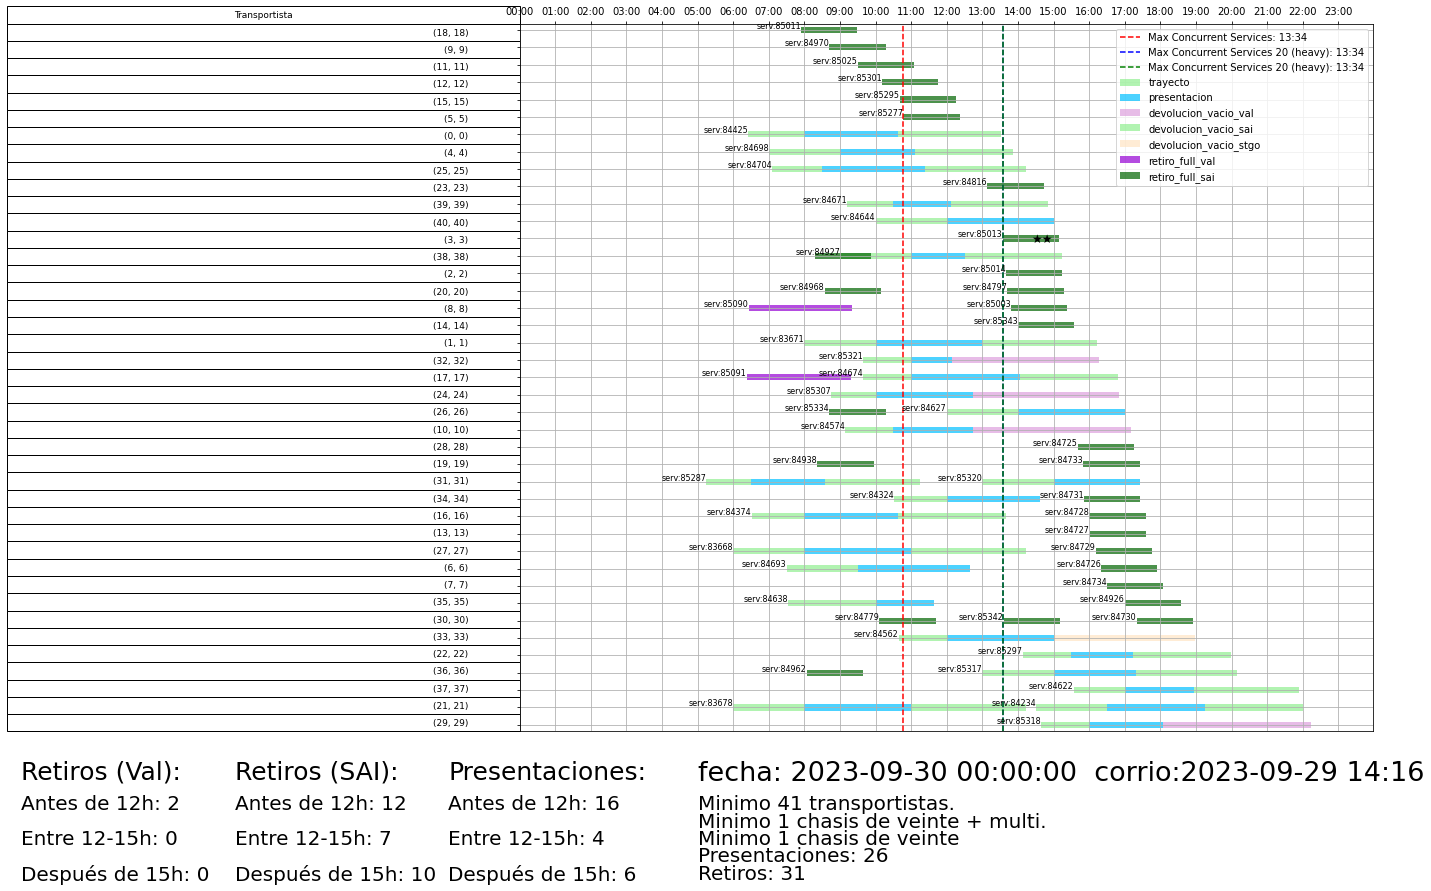 Transportista
00:00 01:00 02:00 03:00 04:00 05:00 06:00 07:00 08:00 09:00 10:00 11:00 12:00 13:00 14:00 15:00 16:00 17:00 18:00 19:00 20:00 21:00 22:00 23:00
Max Concurrent Services: 13:34
Max Concurrent Services 20 (heavy): 13:34
Max Concurrent Services 20 (heavy): 13:34
trayecto
presentacion
devolucion_vacio_val
devolucion_vacio_sai
devolucion_vacio_stgo
retiro_full_val
retiro_full_sai
(18, 18) serv:85011
(9, 9) serv:84970
(11, 11) serv:85025
(12, 12) serv:85301
(15, 15) serv:85295
(5, 5) serv:85277
(0, 0) serv:84425
(4, 4) serv:84698
(25, 25) serv:84704
(23, 23) serv:84816
(39, 39) serv:84671
(40, 40) serv:84644
(3, 3) serv:85013
(38, 38) serv:84927
(2, 2) serv:85014
(20, 20) serv:84968 serv:84797
(8, 8) serv:85090 serv:85003
(14, 14) serv:85343
(1, 1) serv:83671
(32, 32) serv:85321
(17, 17) serv:85091 serv:84674
(24, 24) serv:85307
(26, 26) serv:85334 serv:84627
(10, 10) serv:84574
(28, 28) serv:84725
(19, 19) serv:84938 serv:84733
(31, 31) serv:85287 serv:85320
(34, 34) serv:84324 serv:84731
(16, 16) serv:84374 serv:84728
(13, 13) serv:84727
(27, 27) serv:83668 serv:84729
(6, 6) serv:84693 serv:84726
(7, 7) serv:84734
(35, 35) serv:84638 serv:84926
(30, 30) serv:84779 serv:85342 serv:84730
(33, 33) serv:84562
(22, 22) serv:85297
(36, 36) serv:84962 serv:85317
(37, 37) serv:84622
(21, 21) serv:83678 serv:84234
(29, 29) serv:85318
Retiros (Val):
Antes de 12h: 2
Entre 12-15h: 0
Después de 15h: 0
Retiros (SAI):
Antes de 12h: 12
Entre 12-15h: 7
Después de 15h: 10
Presentaciones:
Antes de 12h: 16
Entre 12-15h: 4
Después de 15h: 6
fecha: 2023-09-30 00:00:00 corrio:2023-09-29 14:16
Minimo 41 transportistas.
Minimo 1 chasis de veinte + multi.
Minimo 1 chasis de veinte
Presentaciones: 26
Retiros: 31